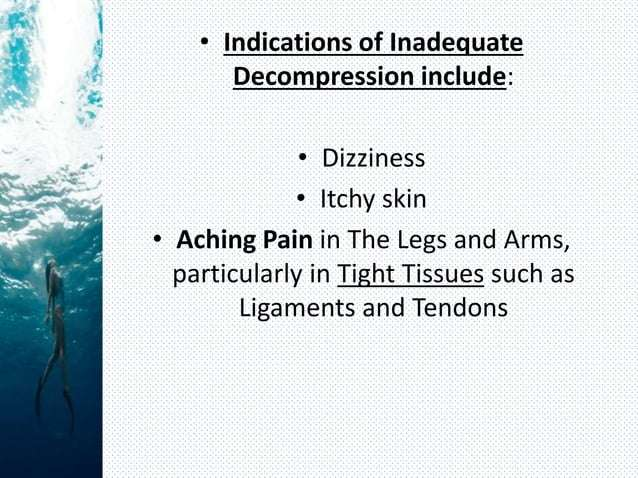 • Indications of Inadequate
Decompression include:
• Dizziness
• Itchy skin
• Aching Pain in The Legs and Arms,
particularly in Tight Tissues such as
Ligaments and Tendons